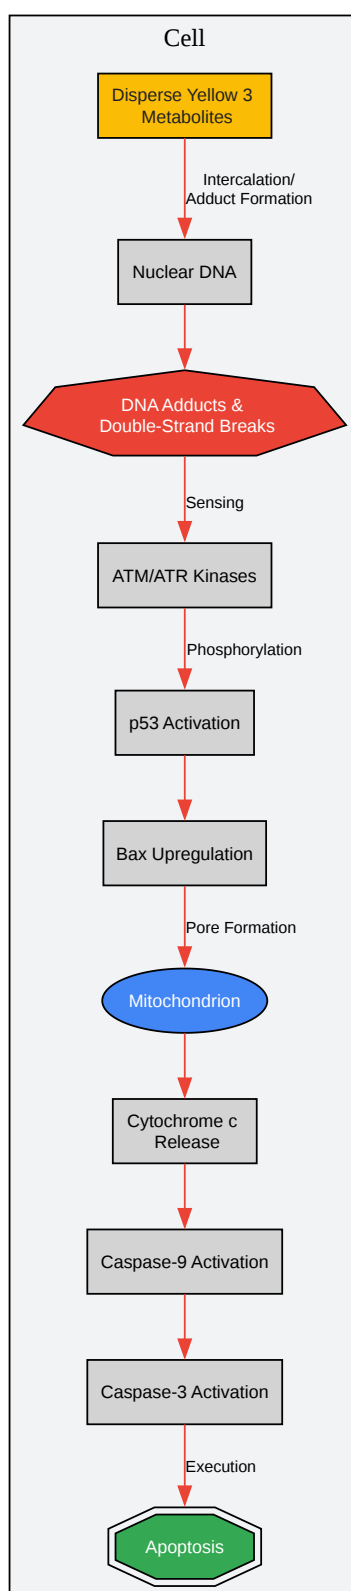 Cell
Disperse Yellow 3
Metabolites
Intercalation/
Adduct Formation
Nuclear DNA
DNA Adducts &
Double-Strand Breaks
Sensing
ATM/ATR Kinases
Phosphorylation
p53 Activation
Bax Upregulation
Pore Formation
Mitochondrion
Cytochrome c
Release
Caspase-9 Activation
Caspase-3 Activation
Execution
Apoptosis